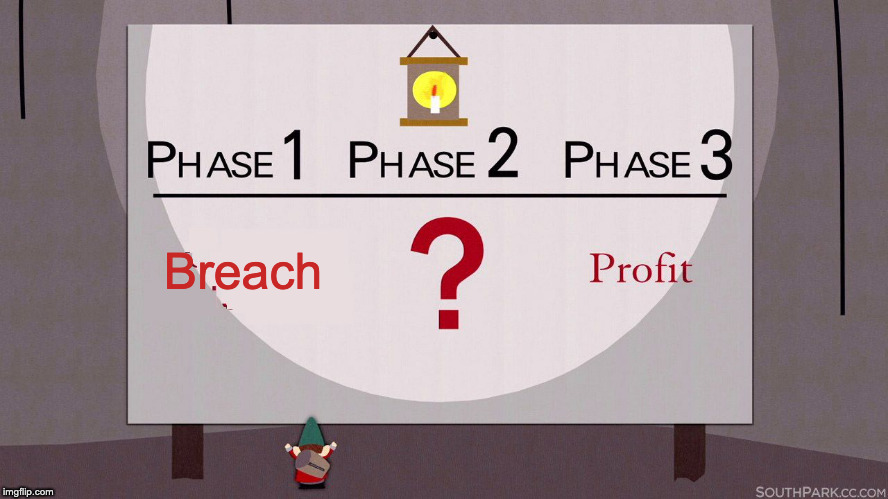 PHASE 1 PHASE 2 PHASE 3
Breach ? Profit
imgflip.com
SOUTHPARK.CC.COM